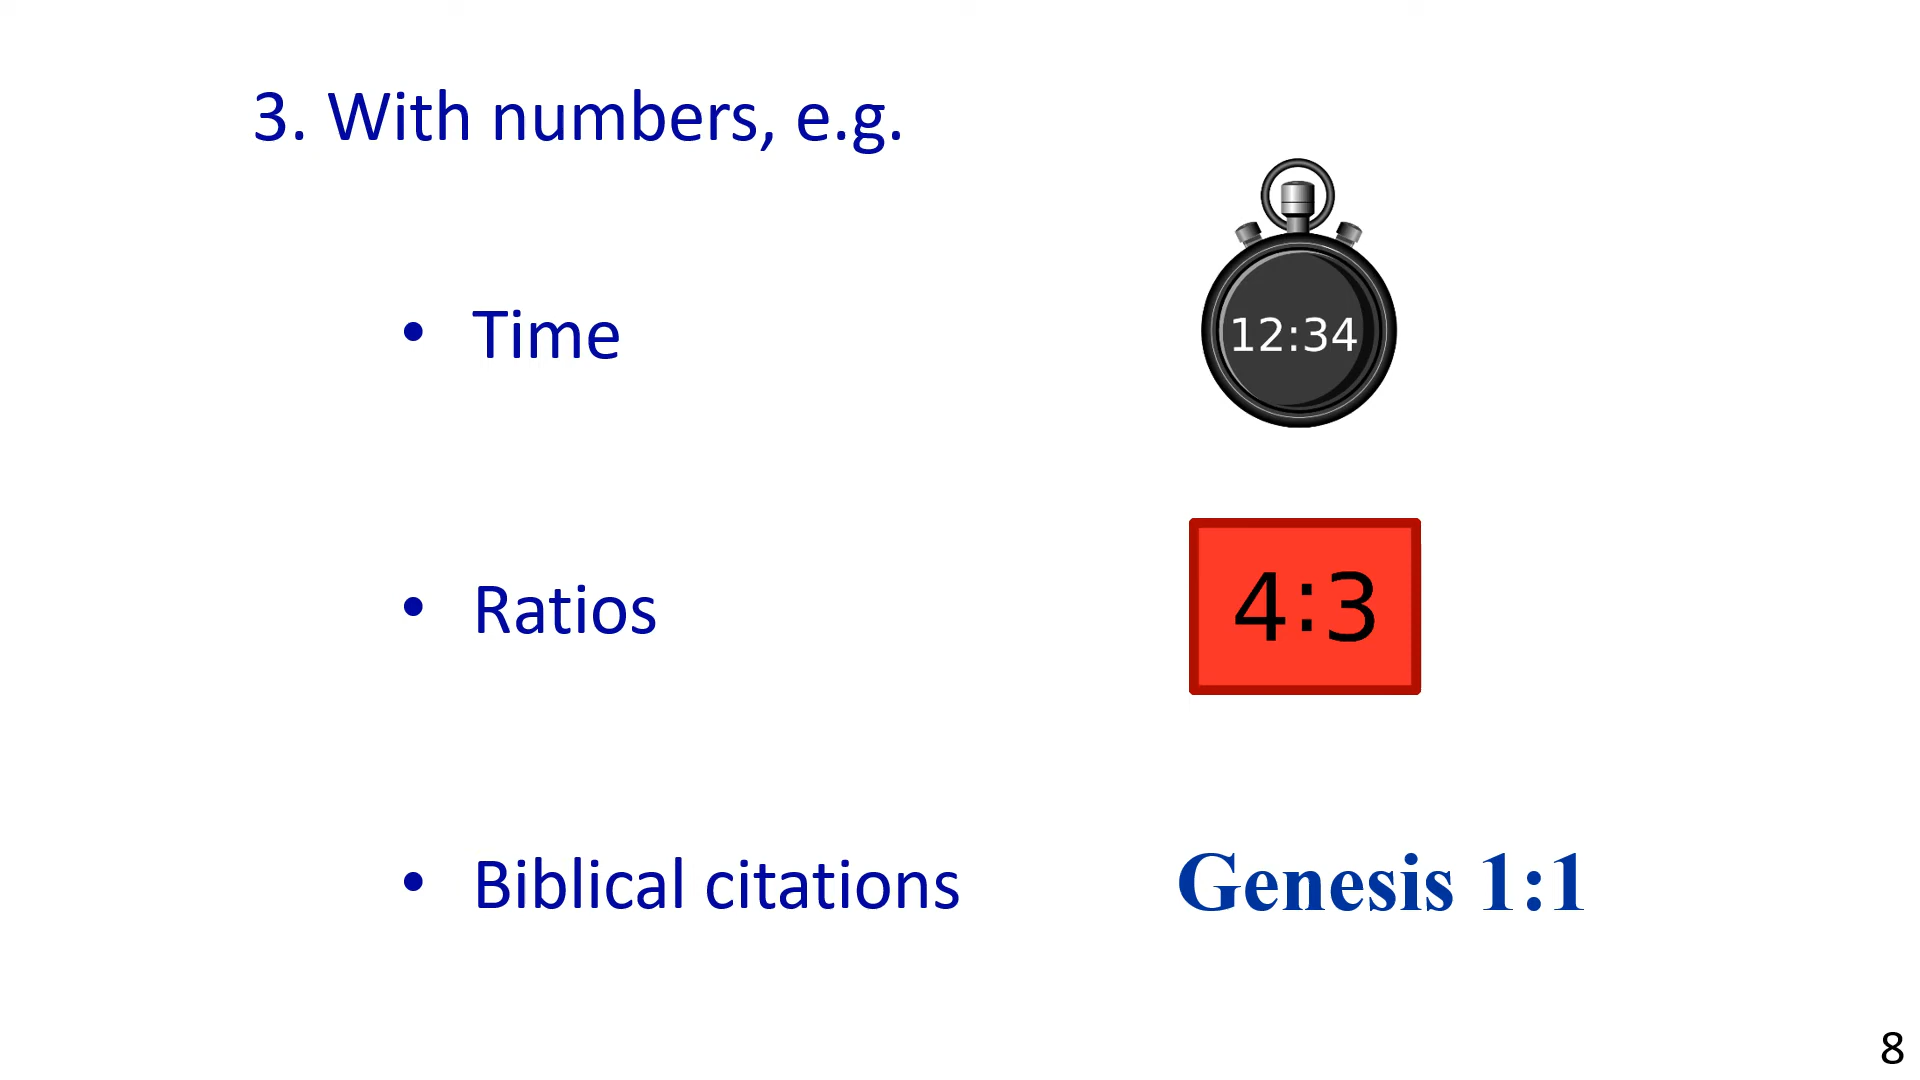 3. With numbers, e.g.
• Time
12:34
• Ratios
4:3
• Biblical citations
Genesis 1:1
8